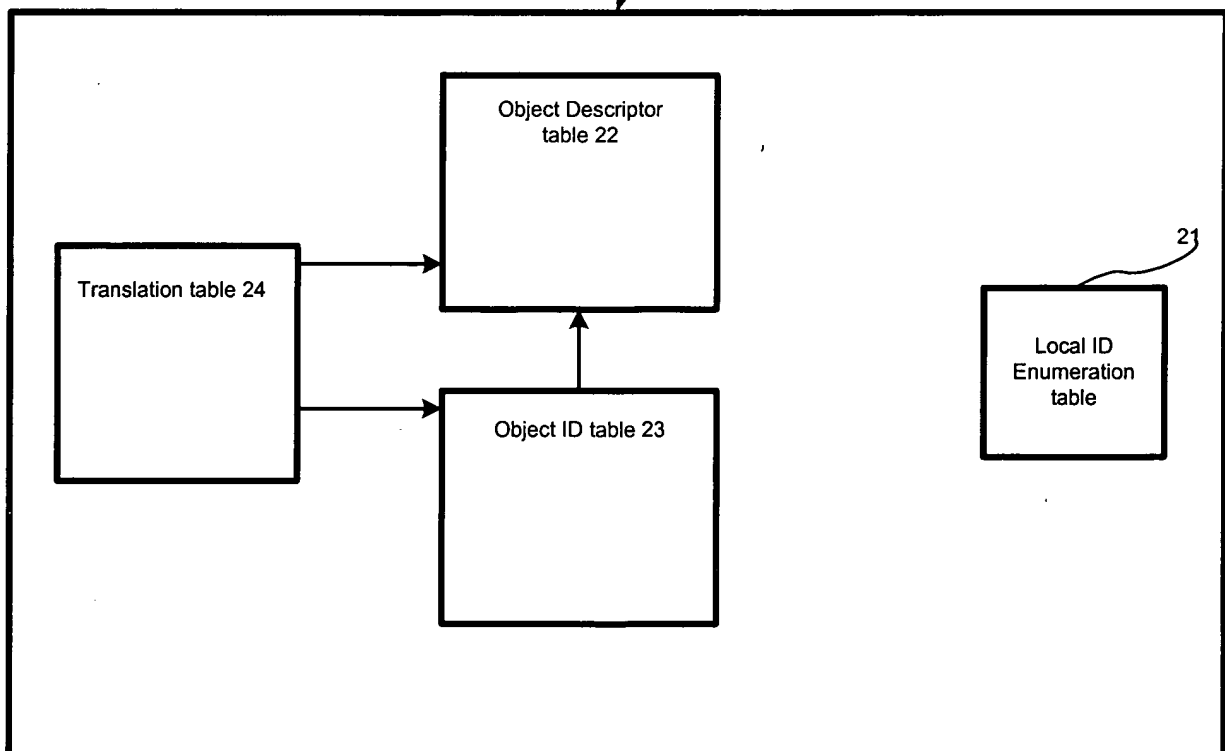 Object Descriptor
table 22
Translation table 24
Object ID table 23
21
Local ID
Enumeration
table